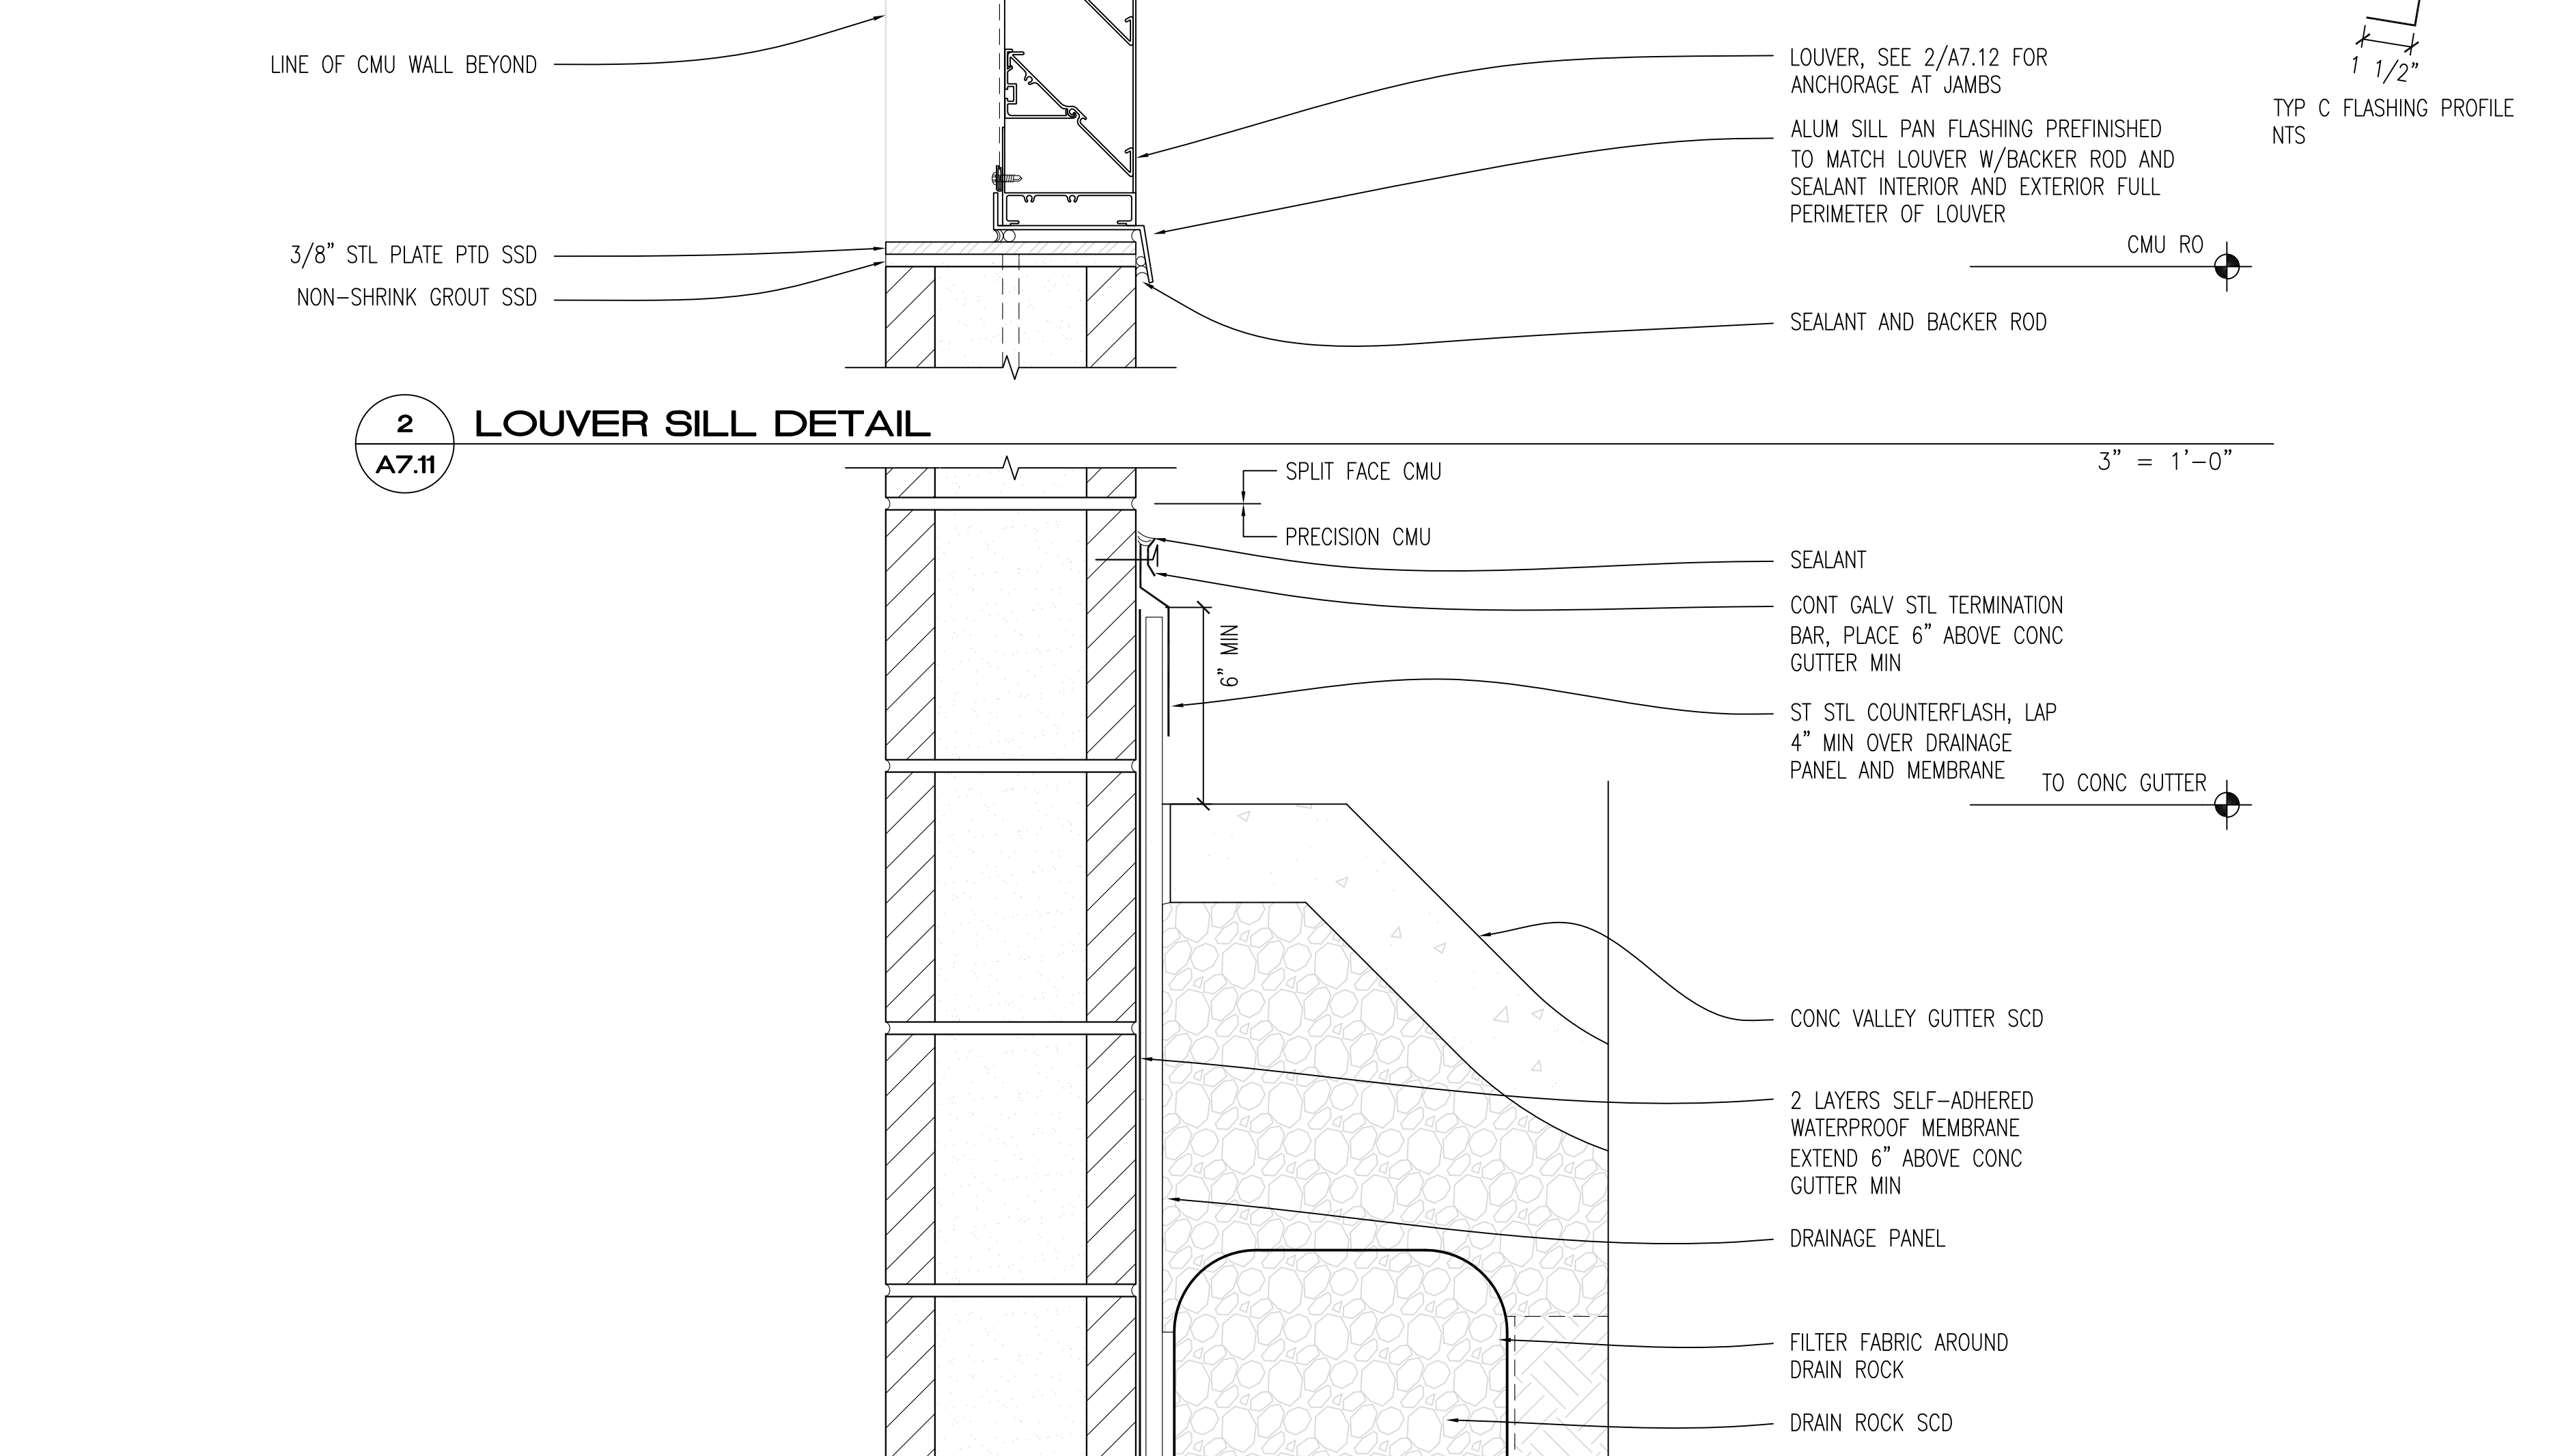 LINE OF CMU WALL BEYOND
3/8" STL PLATE PTD SSD
NON-SHRINK GROUT SSD
LOUVER, SEE 2/A7.12 FOR
ANCHORAGE AT JAMBS
ALUM SILL PAN FLASHING PREFINISHED
TO MATCH LOUVER W/BACKER ROD AND
SEALANT INTERIOR AND EXTERIOR FULL
PERIMETER OF LOUVER
CMU RO
SEALANT AND BACKER ROD
1 1/2"
TYP C FLASHING PROFILE
NTS
2
A7.11
LOUVER SILL DETAIL
3" = 1'-0"
SPLIT FACE CMU
PRECISION CMU
SEALANT
CONT GALV STL TERMINATION
BAR, PLACE 6" ABOVE CONC
GUTTER MIN
6" MIN
ST STL COUNTERFLASH, LAP
4" MIN OVER DRAINAGE
PANEL AND MEMBRANE
TO CONC GUTTER
CONC VALLEY GUTTER SCD
2 LAYERS SELF-ADHERED
WATERPROOF MEMBRANE
EXTEND 6" ABOVE CONC
GUTTER MIN
DRAINAGE PANEL
FILTER FABRIC AROUND
DRAIN ROCK
DRAIN ROCK SCD